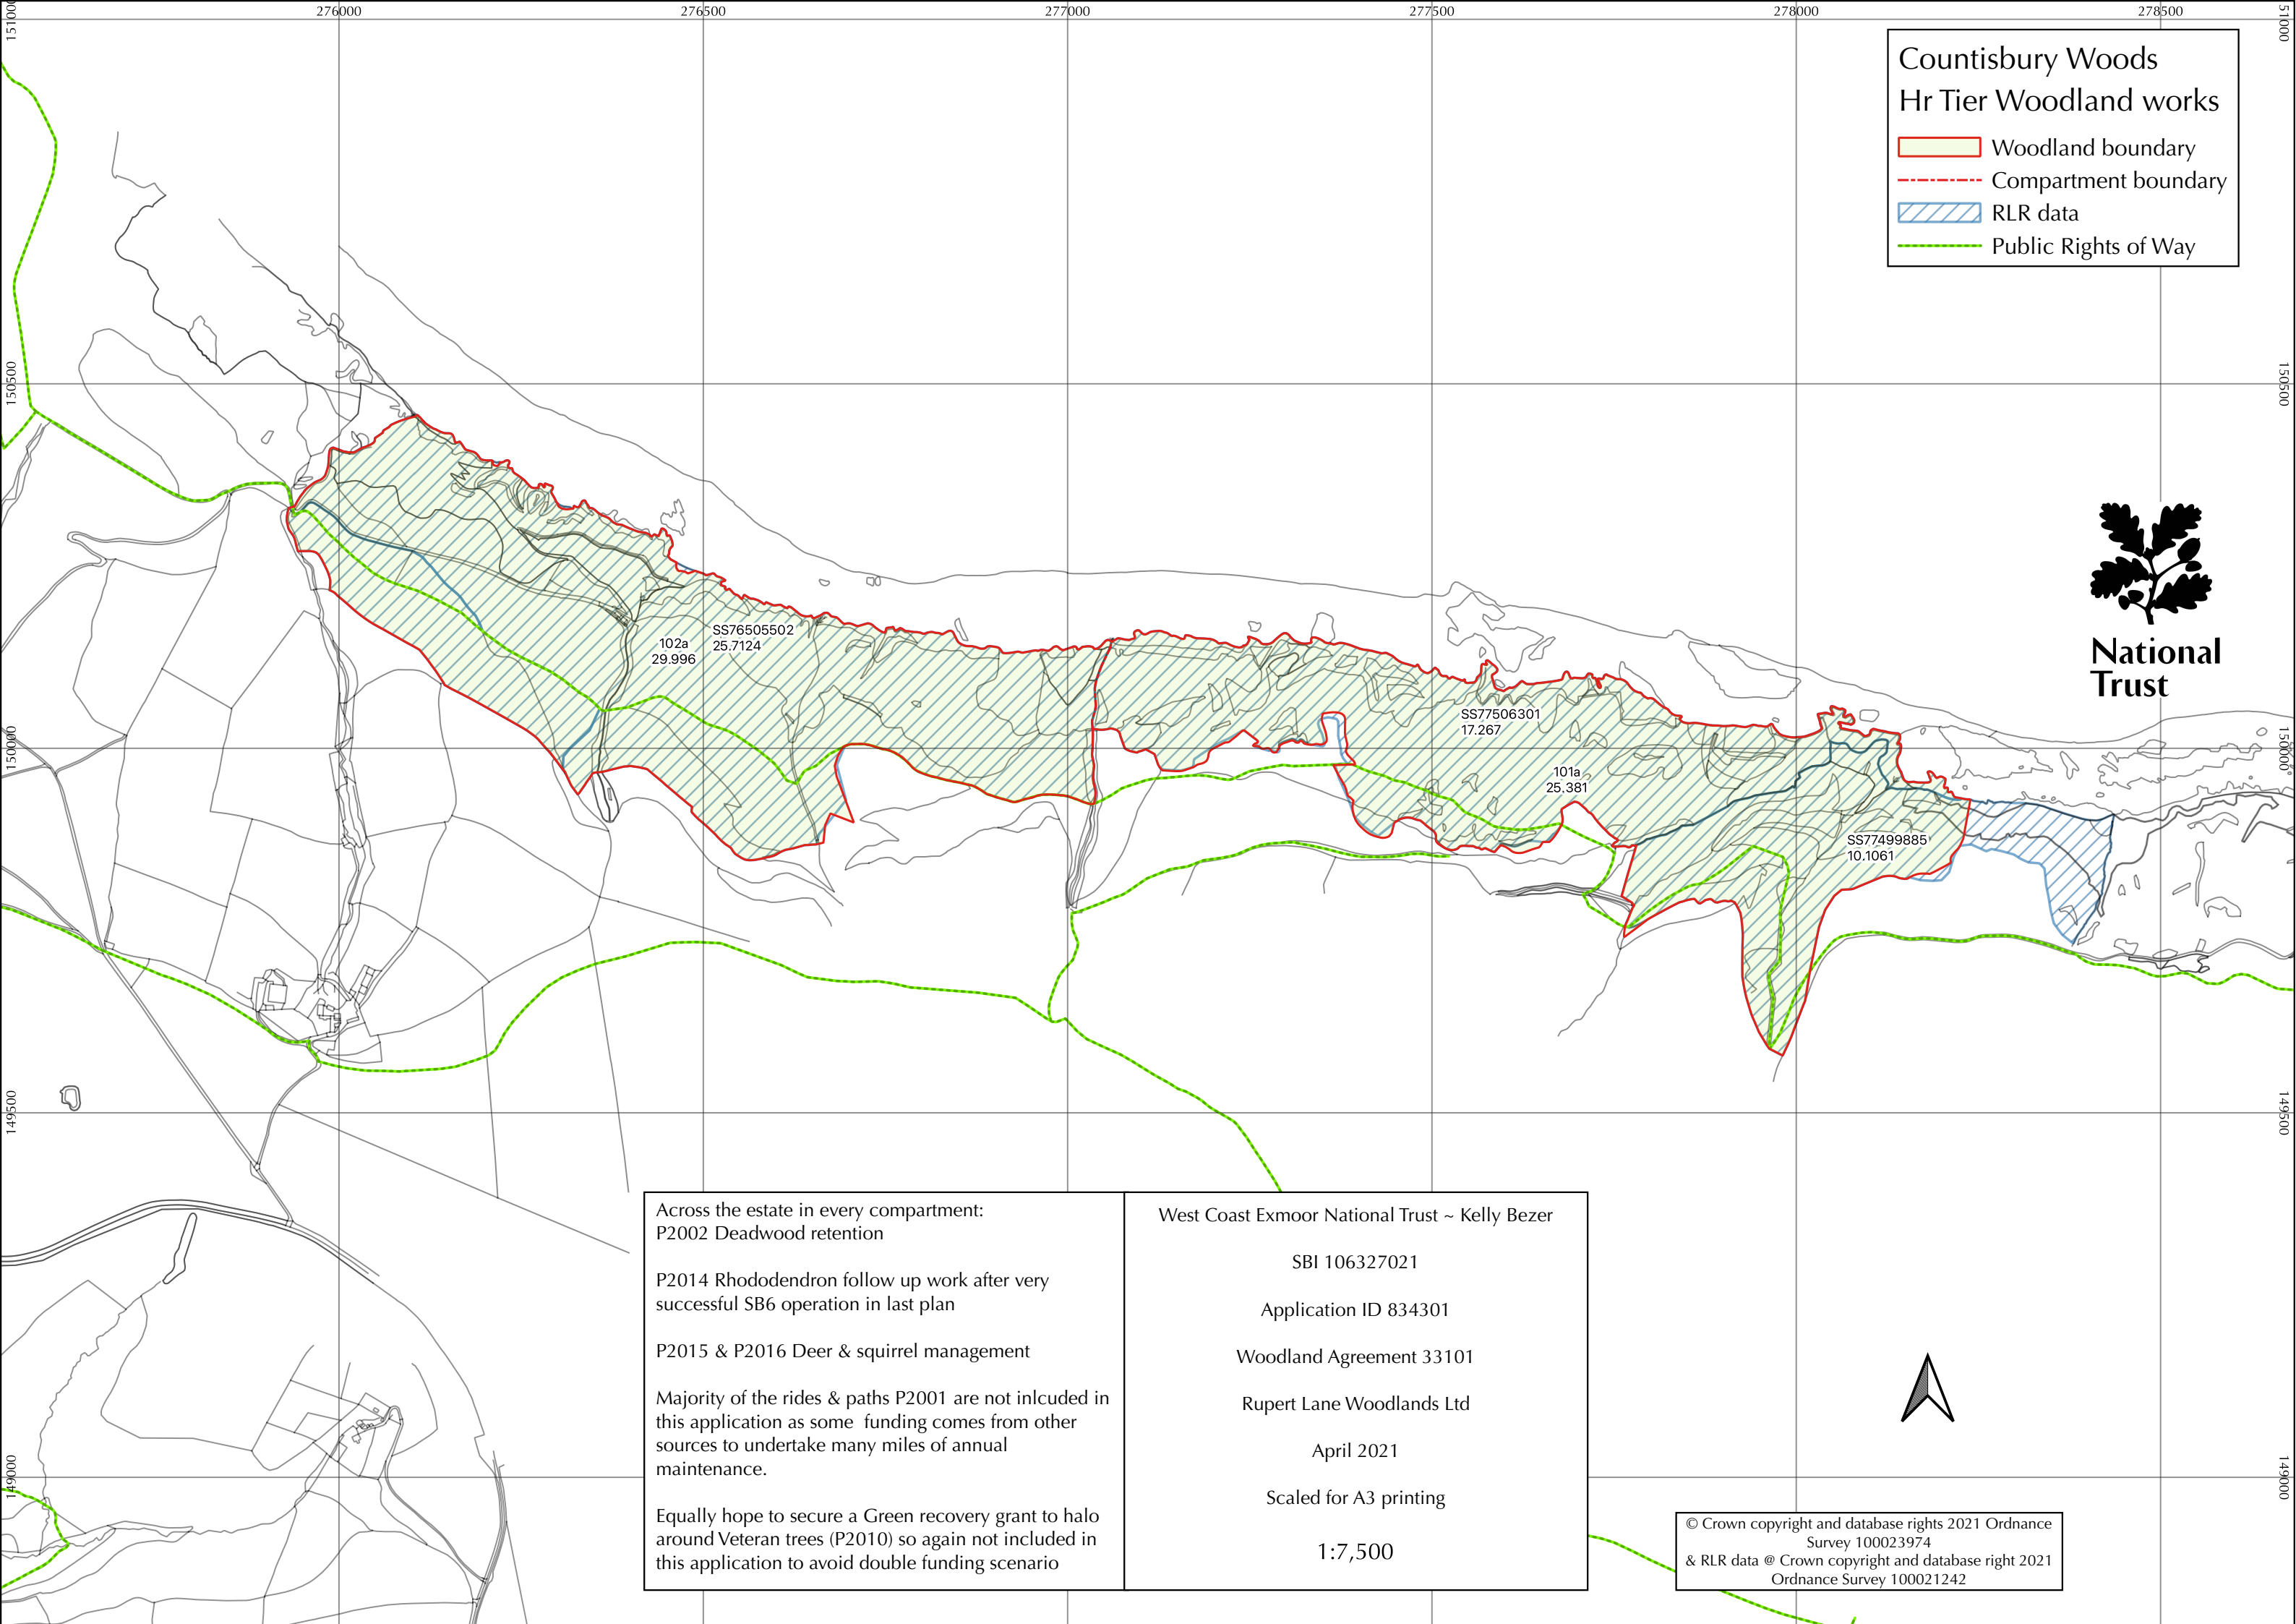 276000
276500
277000
277500
278000
278500
151000
151000
Countisbury Woods
Hr Tier Woodland works
Woodland boundary
Compartment boundary
RLR data
Public Rights of Way
150500
150500
National
Trust
102a
29.996
SS76505502
25.7124
SS77506301
17.267
101a
25.381
SS77499885
10.1061
150000
150000
149500
149500
Across the estate in every compartment:
P2002 Deadwood retention
P2014 Rhododendron follow up work after very
successful SB6 operation in last plan
P2015 & P2016 Deer & squirrel management
Majority of the rides & paths P2001 are not inlcuded in
this application as some funding comes from other
sources to undertake many miles of annual
maintenance.
Equally hope to secure a Green recovery grant to halo
around Veteran trees (P2010) so again not included in
this application to avoid double funding scenario
West Coast Exmoor National Trust ~ Kelly Bezer
SBI 106327021
Application ID 834301
Woodland Agreement 33101
Rupert Lane Woodlands Ltd
April 2021
Scaled for A3 printing
1:7,500
149000
149000
© Crown copyright and database rights 2021 Ordnance
Survey 100023974
& RLR data @ Crown copyright and database right 2021
Ordnance Survey 100021242